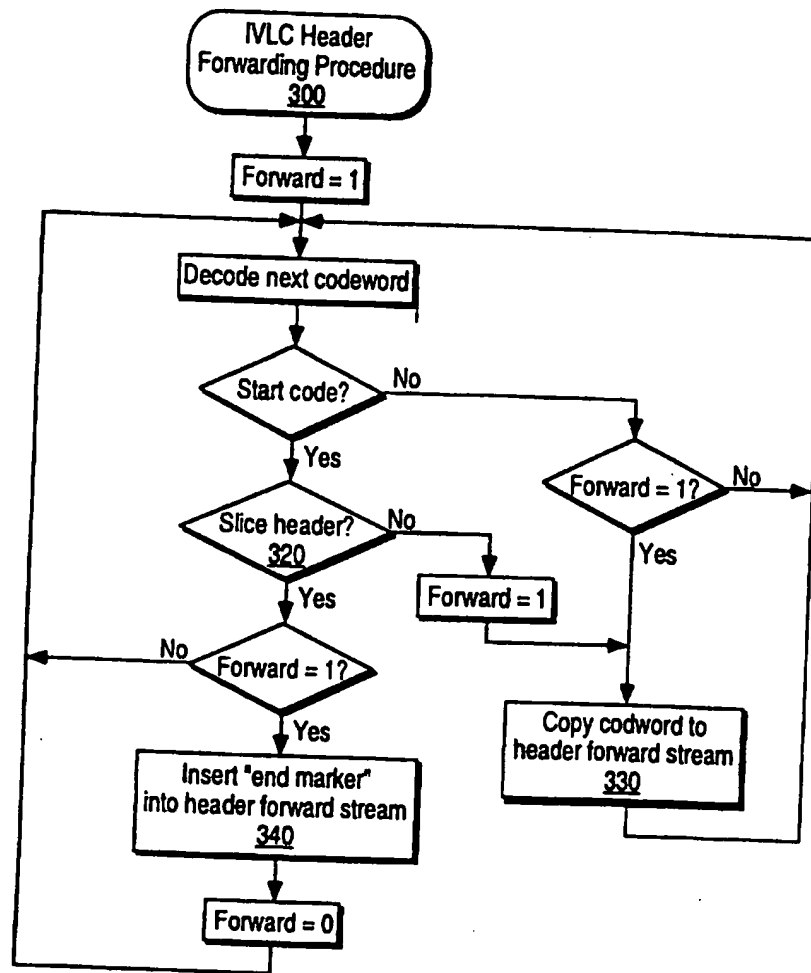 IVLC Header
Forwarding Procedure
300
Forward = 1
Decode next codeword
Start code?
No
Yes
Forward = 1?
No
Yes
Slice header?
320
No
Yes
Forward = 1
Forward = 1?
No
Yes
Copy codword to
header forward stream
330
Insert "end marker"
into header forward stream
340
Forward = 0